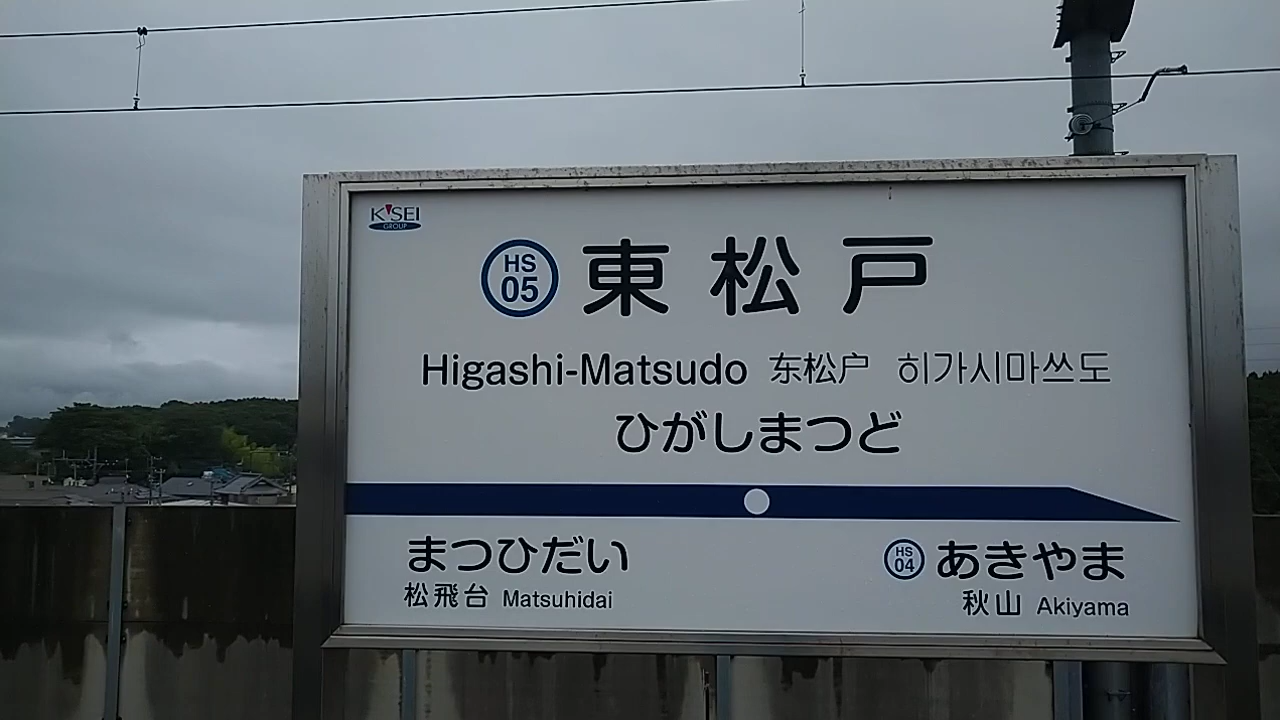 K'SEI
GROUP
HS
05
東松戸
Higashi-Matsudo 东松户 히가시마쓰도
ひがしまつど
まつひだい
松飛台 Matsuhidai
HS
04
あきやま
秋山 Akiyama